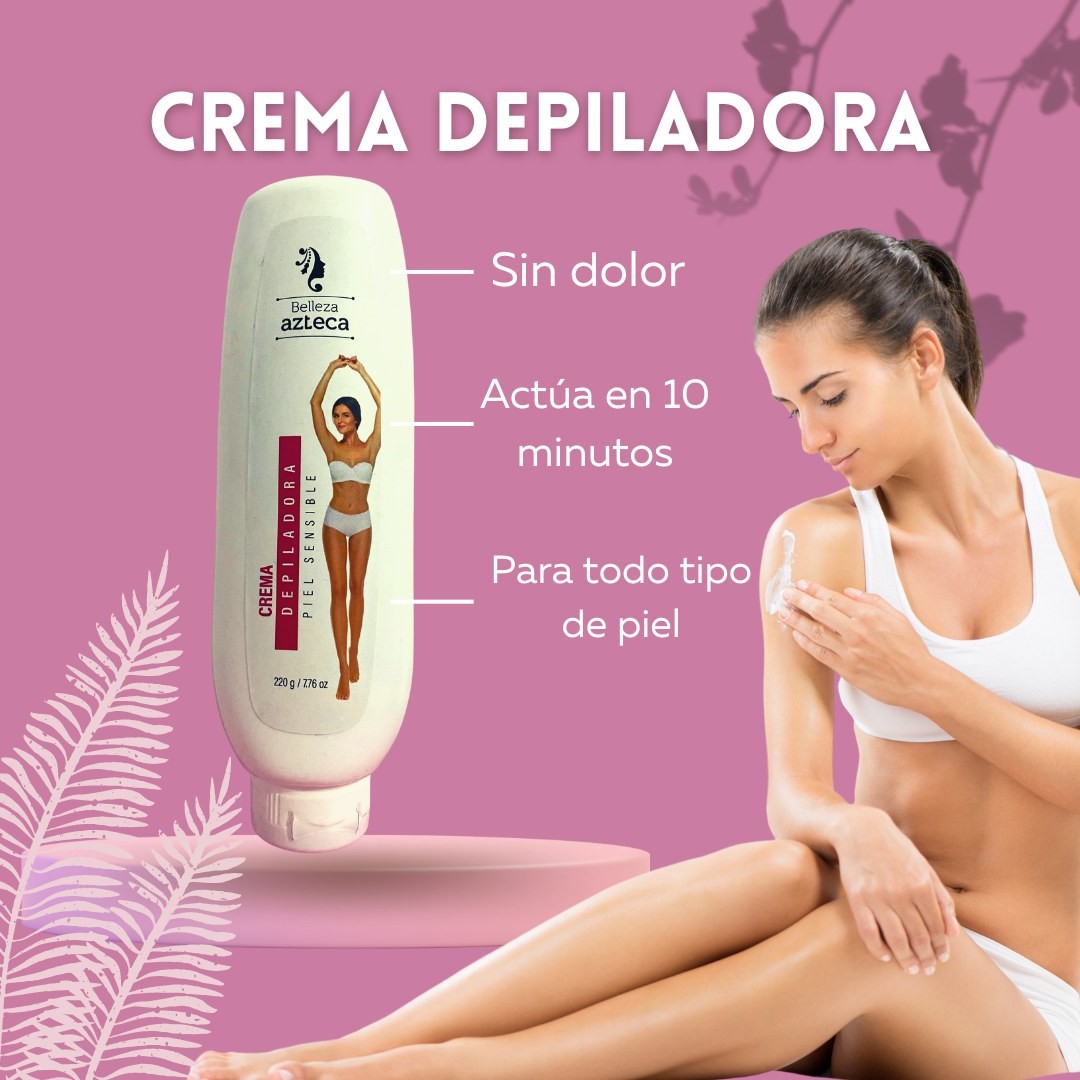 CREMA DEPILADORA
Belleza
azteca
CREMA
DEPILADORA
PIEL SENSIBLE
220 g / 7.76 oz
Sin dolor
Actúa en 10
minutos
Para todo tipo
de piel